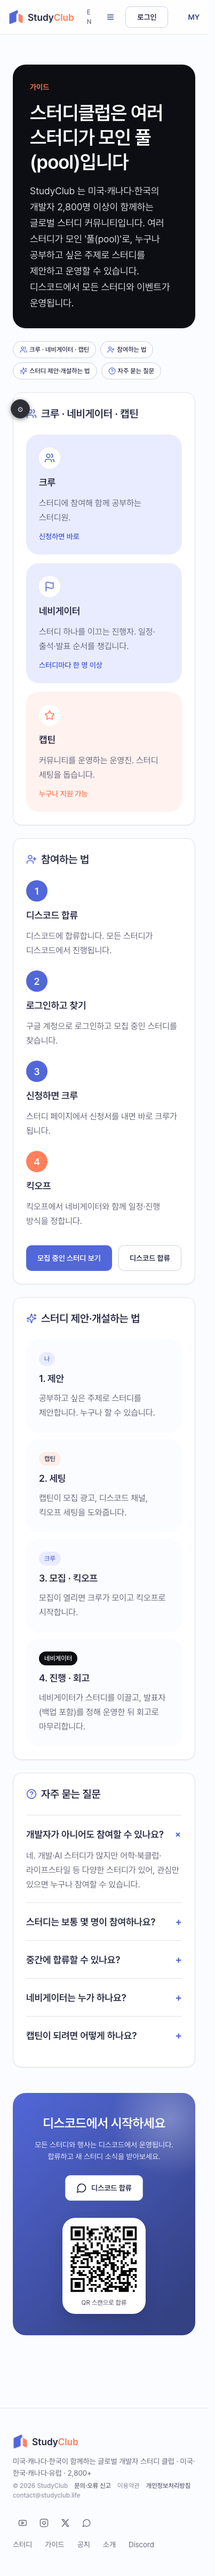 StudyClub
EN
로그인
MY
가이드
스터디클럽은 여러
스터디가 모인 풀
(pool)입니다
StudyClub 는 미국·캐나다·한국의
개발자 2,800명 이상이 함께하는
글로벌 스터디 커뮤니티입니다. 여러
스터디가 모인 '풀(pool)'로, 누구나
공부하고 싶은 주제로 스터디를
제안하고 운영할 수 있습니다.
디스코드에서 모든 스터디와 이벤트가
운영됩니다.
크루 · 네비게이터 · 캡틴
참여하는 법
스터디 제안·개설하는 법
자주 묻는 질문
크루 · 네비게이터 · 캡틴
크루
스터디에 참여해 함께 공부하는
스터디원.
신청하면 바로
네비게이터
스터디 하나를 이끄는 진행자. 일정·
출석·발표 순서를 챙깁니다.
스터디마다 한 명 이상
캡틴
커뮤니티를 운영하는 운영진. 스터디
세팅을 돕습니다.
누구나 지원 가능
참여하는 법
1
디스코드 합류
디스코드에 합류합니다. 모든 스터디가
디스코드에서 진행됩니다.
2
로그인하고 찾기
구글 계정으로 로그인하고 모집 중인 스터디를
찾습니다.
3
신청하면 크루
스터디 페이지에서 신청서를 내면 바로 크루가
됩니다.
4
킥오프
킥오프에서 네비게이터와 함께 일정·진행
방식을 정합니다.
모집 중인 스터디 보기
디스코드 합류
스터디 제안·개설하는 법
나
1. 제안
공부하고 싶은 주제로 스터디를
제안합니다. 누구나 할 수 있습니다.
캡틴
2. 세팅
캡틴이 모집 광고, 디스코드 채널,
킥오프 세팅을 도와줍니다.
크루
3. 모집 · 킥오프
모집이 열리면 크루가 모이고 킥오프로
시작합니다.
네비게이터
4. 진행 · 회고
네비게이터가 스터디를 이끌고, 발표자
(백업 포함)를 정해 운영한 뒤 회고로
마무리합니다.
자주 묻는 질문
개발자가 아니어도 참여할 수 있나요?
네. 개발·AI 스터디가 많지만 어학·북클럽·
라이프스타일 등 다양한 스터디가 있어, 관심만
있으면 누구나 참여할 수 있습니다.
스터디는 보통 몇 명이 참여하나요?
중간에 합류할 수 있나요?
네비게이터는 누가 하나요?
캡틴이 되려면 어떻게 하나요?
디스코드에서 시작하세요
모든 스터디와 행사는 디스코드에서 운영됩니다.
합류하고 새 스터디 소식을 받아보세요.
디스코드 합류
QR 스캔으로 합류
StudyClub
미국·캐나다·한국이 함께하는 글로벌 개발자 스터디 클럽 · 미국·
한국·캐나다·유럽 · 2,800+
© 2026 StudyClub 문의·오류 신고 이용약관 개인정보처리방침
contact@studyclub.life
스터디 가이드 공지 소개 Discord